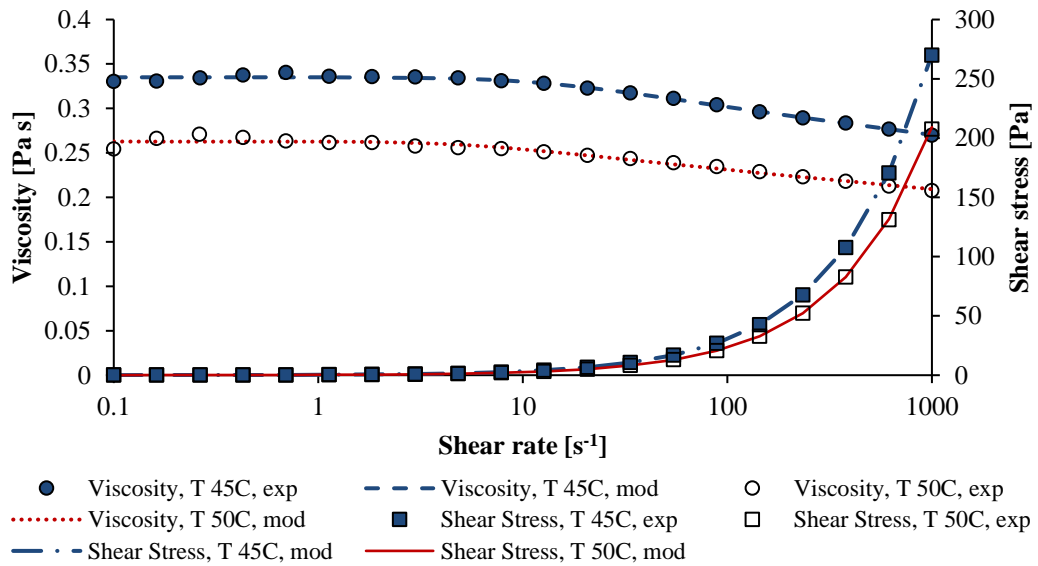 0.4
0.35
0.3
0.25
0.2
0.15
0.1
0.05
0
Viscosity [Pa s]
300
250
200
150
100
50
0
Shear stress [Pa]
0.1 1 10 100 1000
Shear rate [s⁻¹]
Viscosity, T 45C, exp Viscosity, T 45C, mod Viscosity, T 50C, exp
Viscosity, T 50C, mod Shear Stress, T 45C, exp Shear Stress, T 50C, exp
Shear Stress, T 45C, mod Shear Stress, T 50C, mod